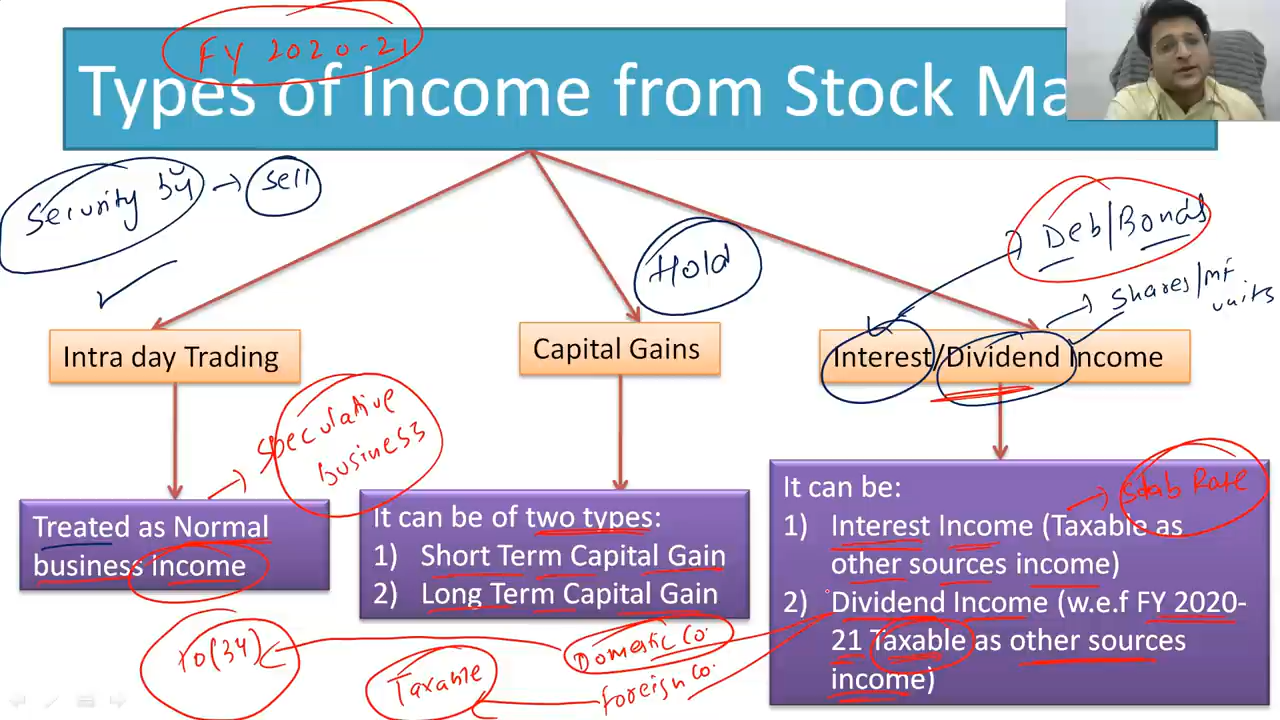 FY 2020-21
Types of Income from Stock Ma
Security buy → sell
Hold
Deb/Bonds
Shares/MF
units
Intra day Trading
Capital Gains
Interest/Dividend Income
Speculative
business
Treated as Normal
business income
It can be of two types:
1) Short Term Capital Gain
2) Long Term Capital Gain
It can be:
Slab Rate
1) Interest Income (Taxable as
other sources income)
2) Dividend Income (w.e.f FY 2020-
21 Taxable as other sources
income)
10(34)
Domestic Co.
Taxable
foreign Co.